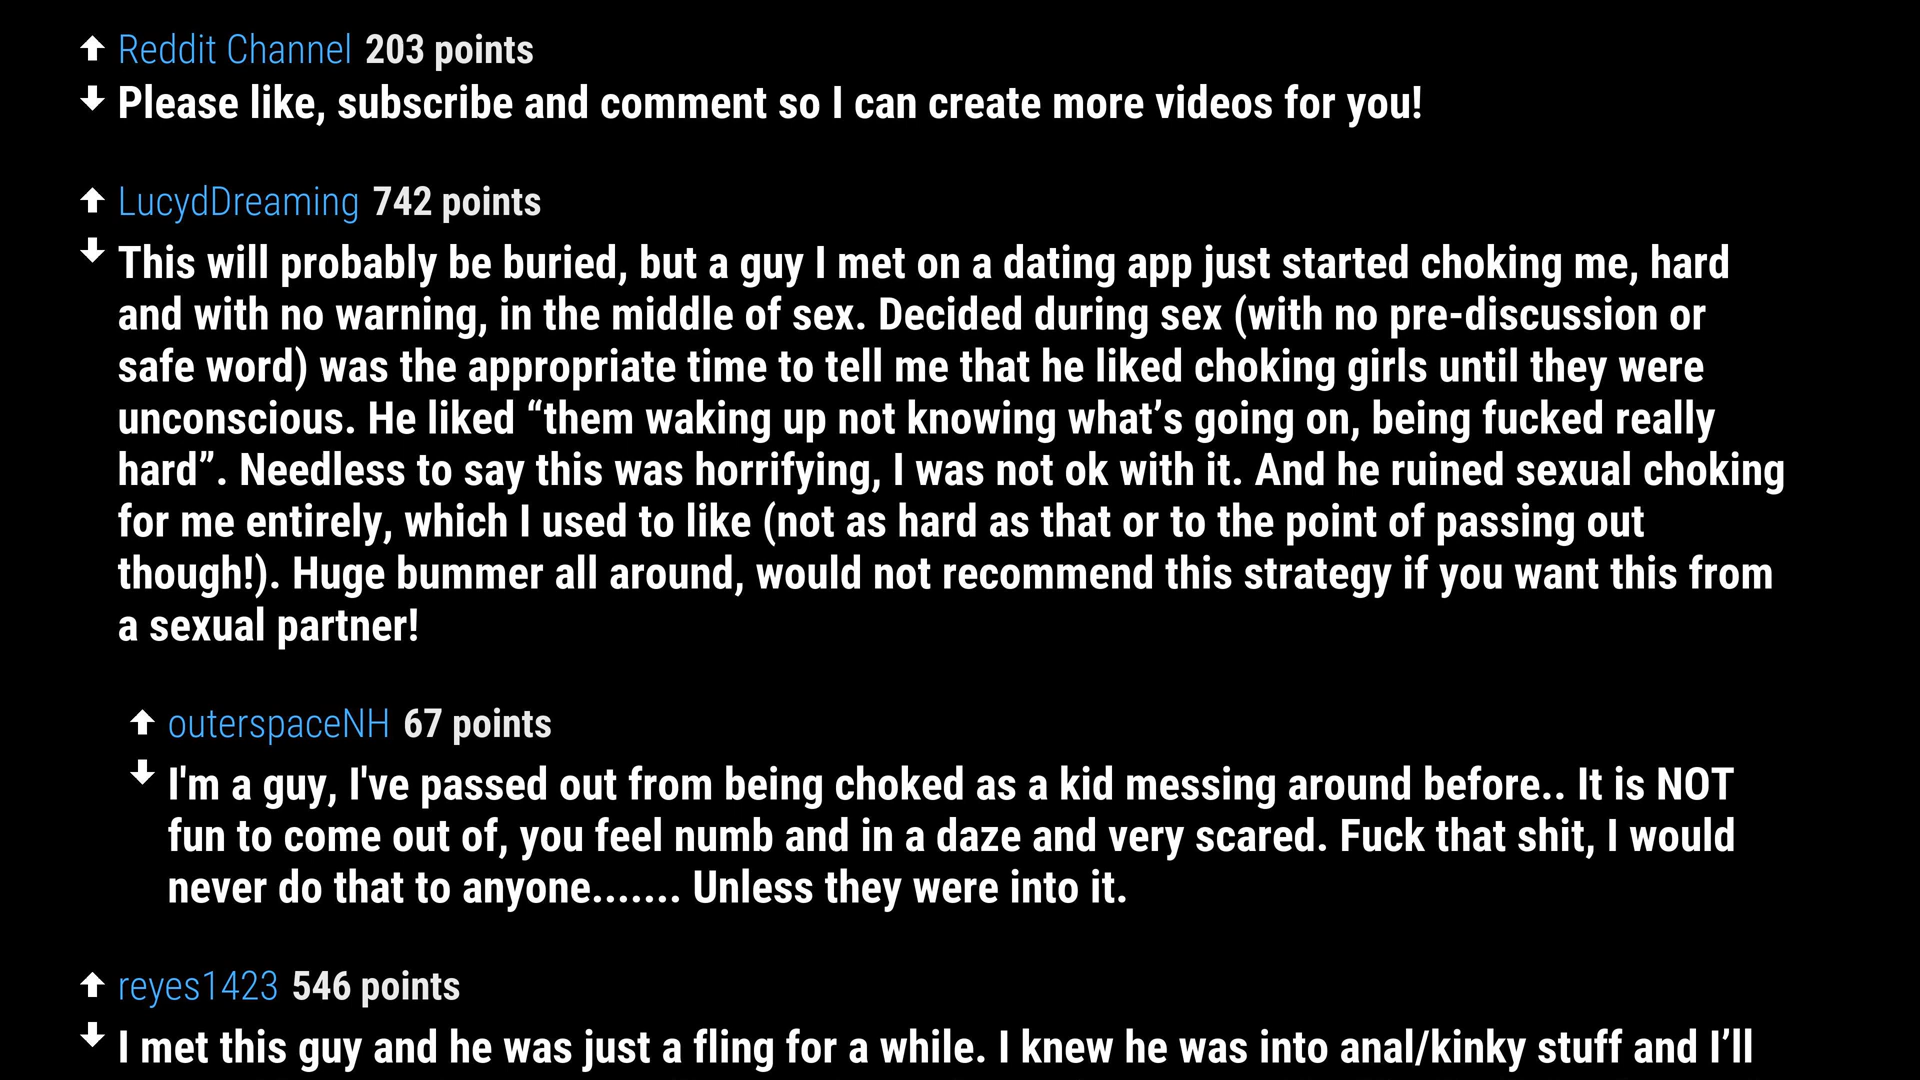 Reddit Channel 203 points
Please like, subscribe and comment so I can create more videos for you!
LucydDreaming 742 points
This will probably be buried, but a guy I met on a dating app just started choking me, hard
and with no warning, in the middle of sex. Decided during sex (with no pre-discussion or
safe word) was the appropriate time to tell me that he liked choking girls until they were
unconscious. He liked “them waking up not knowing what’s going on, being fucked really
hard”. Needless to say this was horrifying, I was not ok with it. And he ruined sexual choking
for me entirely, which I used to like (not as hard as that or to the point of passing out
though!). Huge bummer all around, would not recommend this strategy if you want this from
a sexual partner!
outerspaceNH 67 points
I'm a guy, I've passed out from being choked as a kid messing around before.. It is NOT
fun to come out of, you feel numb and in a daze and very scared. Fuck that shit, I would
never do that to anyone....... Unless they were into it.
reyes1423 546 points
I met this guy and he was just a fling for a while. I knew he was into anal/kinky stuff and I’ll